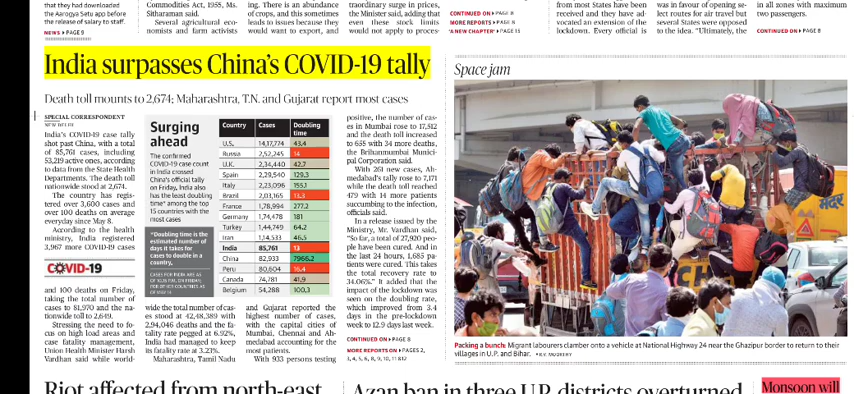 they had downloaded
the Aarogya Setu app before
the release of salary to staff.
NEWS ▸ PAGE 9
Commodities Act, 1955, Ms.
Sitharaman said.
Several agricultural eco-
nomists and farm activists
ing. There is an abundance
of crops, and this sometimes
leads to issues because they
would want to export, and
traordinary surge in prices,
the Minister said, adding that
even these stock limits
would not apply to proces-
CONTINUED ON ▸ PAGE 8
MORE REPORTS ▸ PAGE 8
'A NEW CHAPTER' ▸ PAGE 15
from most States have been
received and they have ad-
vocated an extension of the
lockdown. Every official is
was in favour of opening se-
lect routes for air travel but
several States were opposed
to the idea. "Ultimately, the
in all zones with maximum
two passengers.
CONTINUED ON ▸ PAGE 8
India surpasses China's COVID-19 tally
Death toll mounts to 2,674; Maharashtra, T.N. and Gujarat report most cases
SPECIAL CORRESPONDENT
NEW DELHI
India's COVID-19 case tally
shot past China, with a total
of 85,761 cases, including
53,219 active ones, according
to data from the State Health
Departments. The death toll
nationwide stood at 2,674.
The country has regis-
tered over 3,600 cases and
over 100 deaths on average
everyday since May 8.
According to the health
ministry, India registered
3,967 more COVID-19 cases
COVID-19
and 100 deaths on Friday,
taking the total number of
cases to 81,970 and the na-
tionwide toll to 2,649.
Stressing the need to fo-
cus on high load areas and
case fatality management,
Union Health Minister Harsh
Vardhan said while world-
Surging
ahead
The confirmed
COVID-19 case count
in India crossed
China's official tally
on Friday. India also
has the least doubling
time* among the top
15 countries with the
most cases
*Doubling time is the
estimated number of
days it takes for
cases to double in a
country.
Country Cases Doubling time
U.S. 14,17,774 43.4
Russia 2,52,245 14
U.K. 2,34,440 42.7
Spain 2,29,540 129.3
Italy 2,23,096 155.1
Brazil 2,03,165 13.3
France 1,78,994 277.2
Germany 1,74,478 181
Turkey 1,44,749 64.2
Iran 1,14,533 46.5
India 85,761 13
China 82,933 7966.2
Peru 80,604 16.4
Canada 74,781 41.9
Belgium 54,288 100.3
wide the total number of cas-
es stood at 42,48,389 with
2,94,046 deaths and the fa-
tality rate pegged at 6.92%,
India had managed to keep
its fatality rate at 3.23%.
Maharashtra, Tamil Nadu
and Gujarat reported the
highest number of cases,
with the capital cities of
Mumbai, Chennai and Ah-
medabad accounting for the
most patients.
With 933 persons testing
positive, the number of cas-
es in Mumbai rose to 17,512
and the death toll increased
to 655 with 34 more deaths,
the Brihanmumbai Munici-
pal Corporation said.
With 261 new cases, Ah-
medabad's tally rose to 7,171
while the death toll reached
479 with 14 more patients
succumbing to the infection,
officials said.
In a release issued by the
Ministry, Mr. Vardhan said,
"So far, a total of 27,920 peo-
ple have been cured. And in
the last 24 hours, 1,685 pa-
tients were cured. This takes
the total recovery rate to
34.06%." It added that the
impact of the lockdown was
seen on the doubling rate,
which improved from 3.4
days in the pre-lockdown
week to 12.9 days last week.
CONTINUED ON ▸ PAGE 8
MORE REPORTS ON ▸ PAGES 2,
3, 4, 5, 6, 8, 9, 10, 11 &12
Space jam
Packing a bunch: Migrant labourers clamber onto a vehicle at National Highway 24 near the Ghazipur border to return to their
villages in U.P. and Bihar. • R.V. MOORTHY
Riot affected from north-east
Azan ban in three U.P. districts overturned
Monsoon will